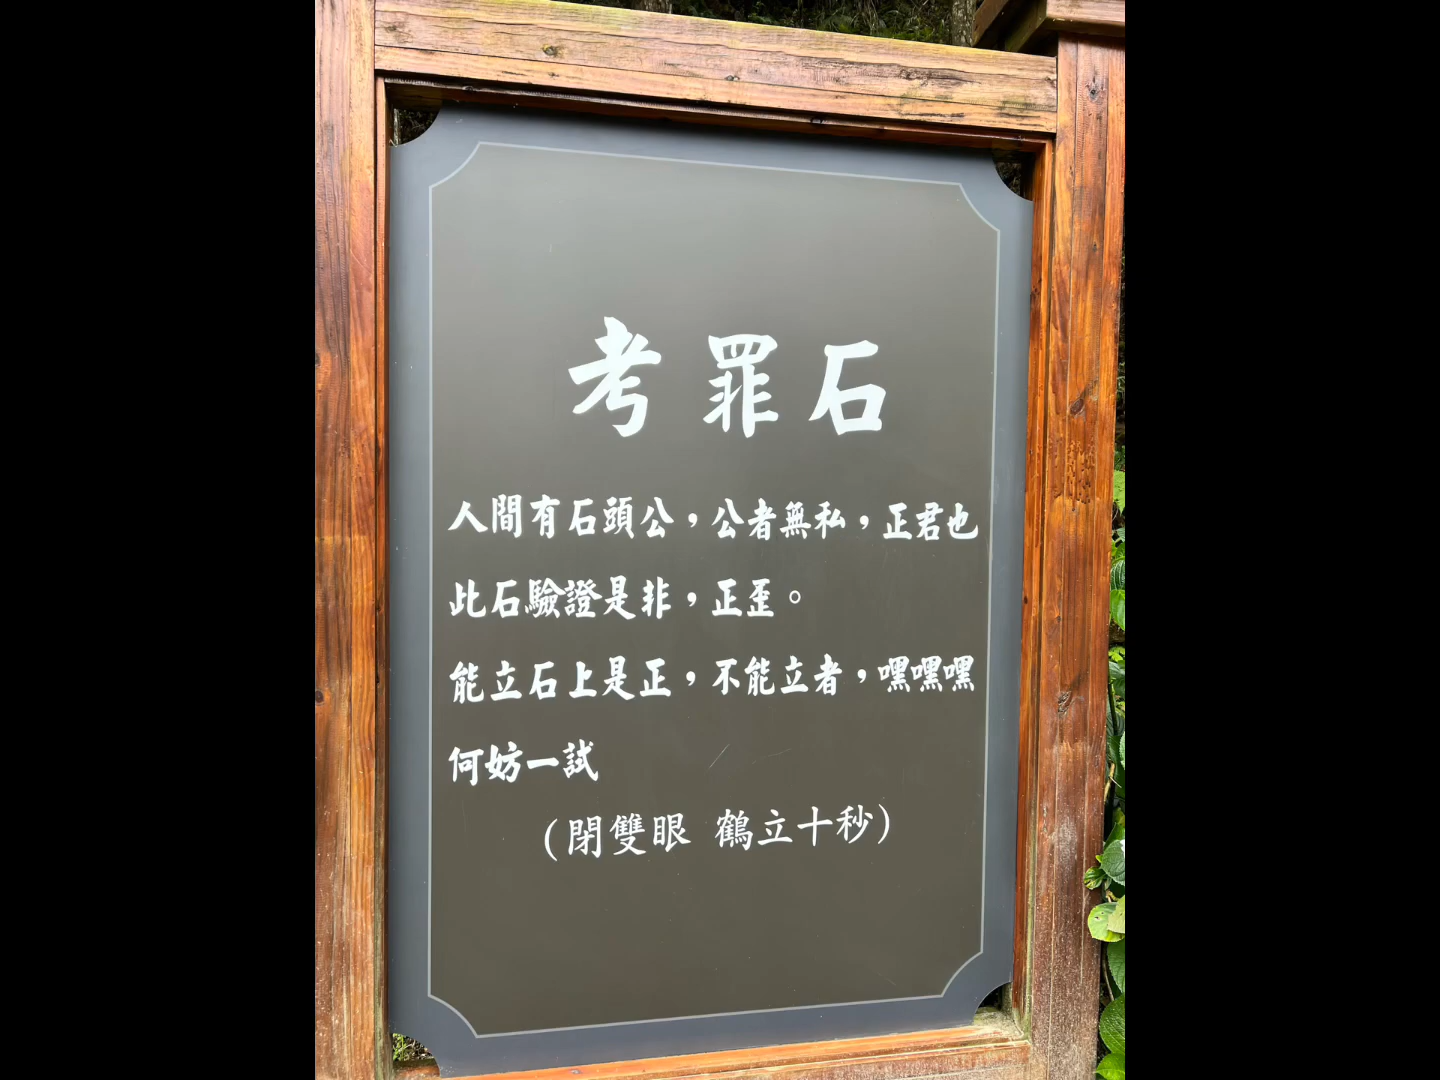 考罪石
人間有石頭公，公者無私，正君也
此石驗證是非，正歪。
能立石上是正，不能立者，嘿嘿嘿
何妨一試
(閉雙眼 鶴立十秒)